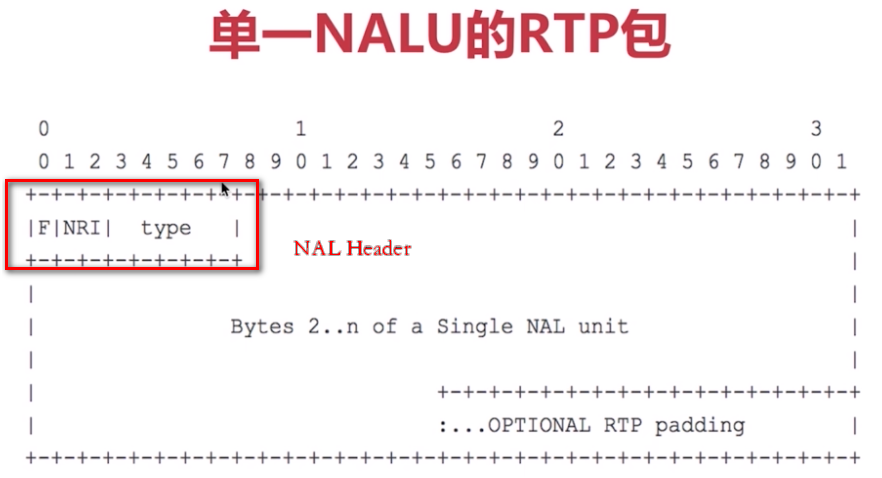 单一NALU的RTP包
0 1 2 3
0 1 2 3 4 5 6 7 8 9 0 1 2 3 4 5 6 7 8 9 0 1 2 3 4 5 6 7 8 9 0 1
+-+-+-+-+-+-+-+-+-+-+-+-+-+-+-+-+-+-+-+-+-+-+-+-+-+-+-+-+-+-+-+-+
|F|NRI| type | |
NAL Header
+-+-+-+-+-+-+-+-+ |
| |
| Bytes 2..n of a Single NAL unit |
| |
| +-+-+-+-+-+-+-+-+-+-+-+-+-+-+-+-+
| :...OPTIONAL RTP padding |
+-+-+-+-+-+-+-+-+-+-+-+-+-+-+-+-+-+-+-+-+-+-+-+-+-+-+-+-+-+-+-+-+